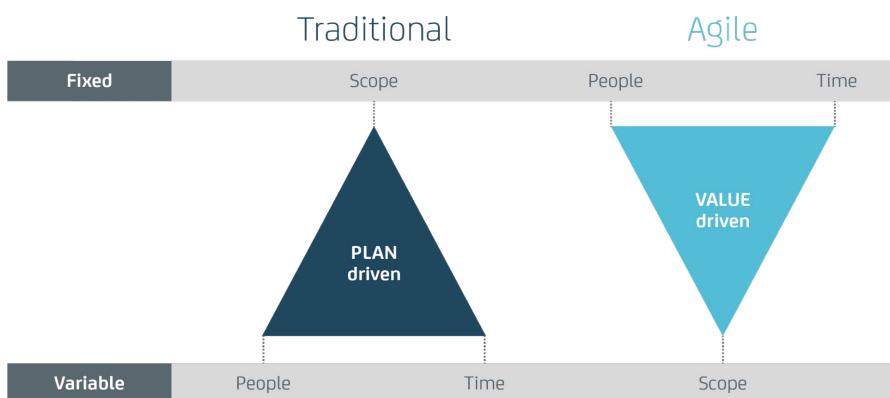 Traditional
Agile
Fixed
Scope
People
Time
PLAN
driven
VALUE
driven
Variable
People
Time
Scope